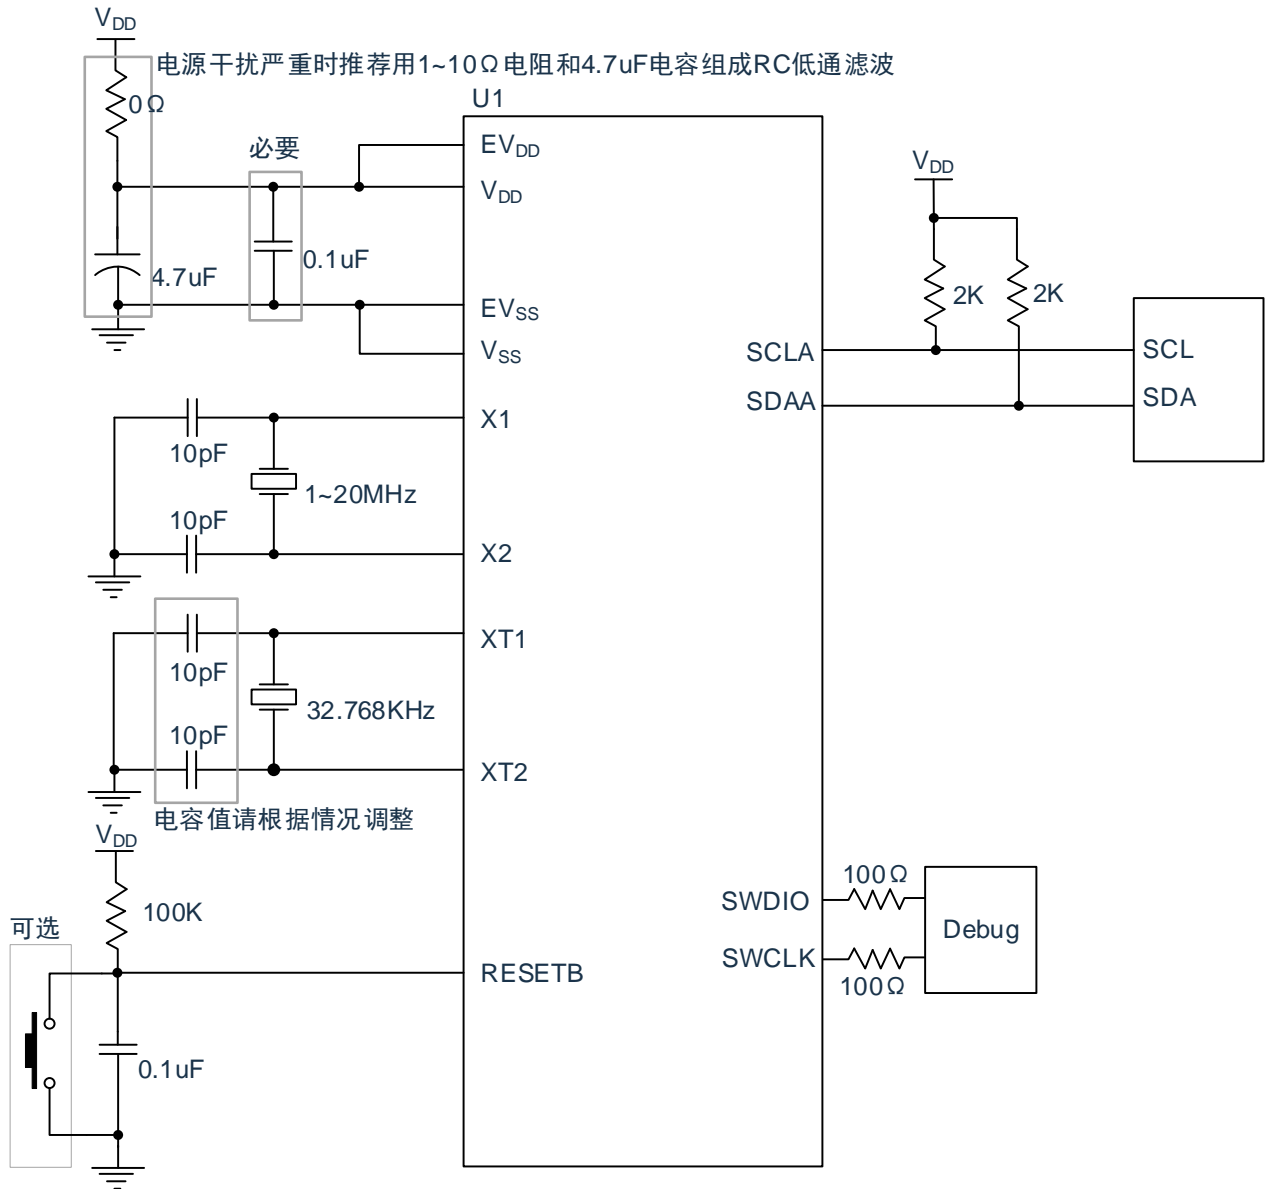 VDD
电源干扰严重时推荐用1~10Ω电阻和4.7uF电容组成RC低通滤波
0Ω
U1
必要
EVDD
VDD
VDD
0.1uF
4.7uF
2K
2K
EVSS
VSS
SCLA
SCL
SDAA
SDA
X1
10pF
1~20MHz
10pF
X2
XT1
10pF
32.768KHz
10pF
XT2
电容值请根据情况调整
VDD
100K
可选
100Ω
SWDIO
Debug
SWCLK
100Ω
RESETB
0.1uF